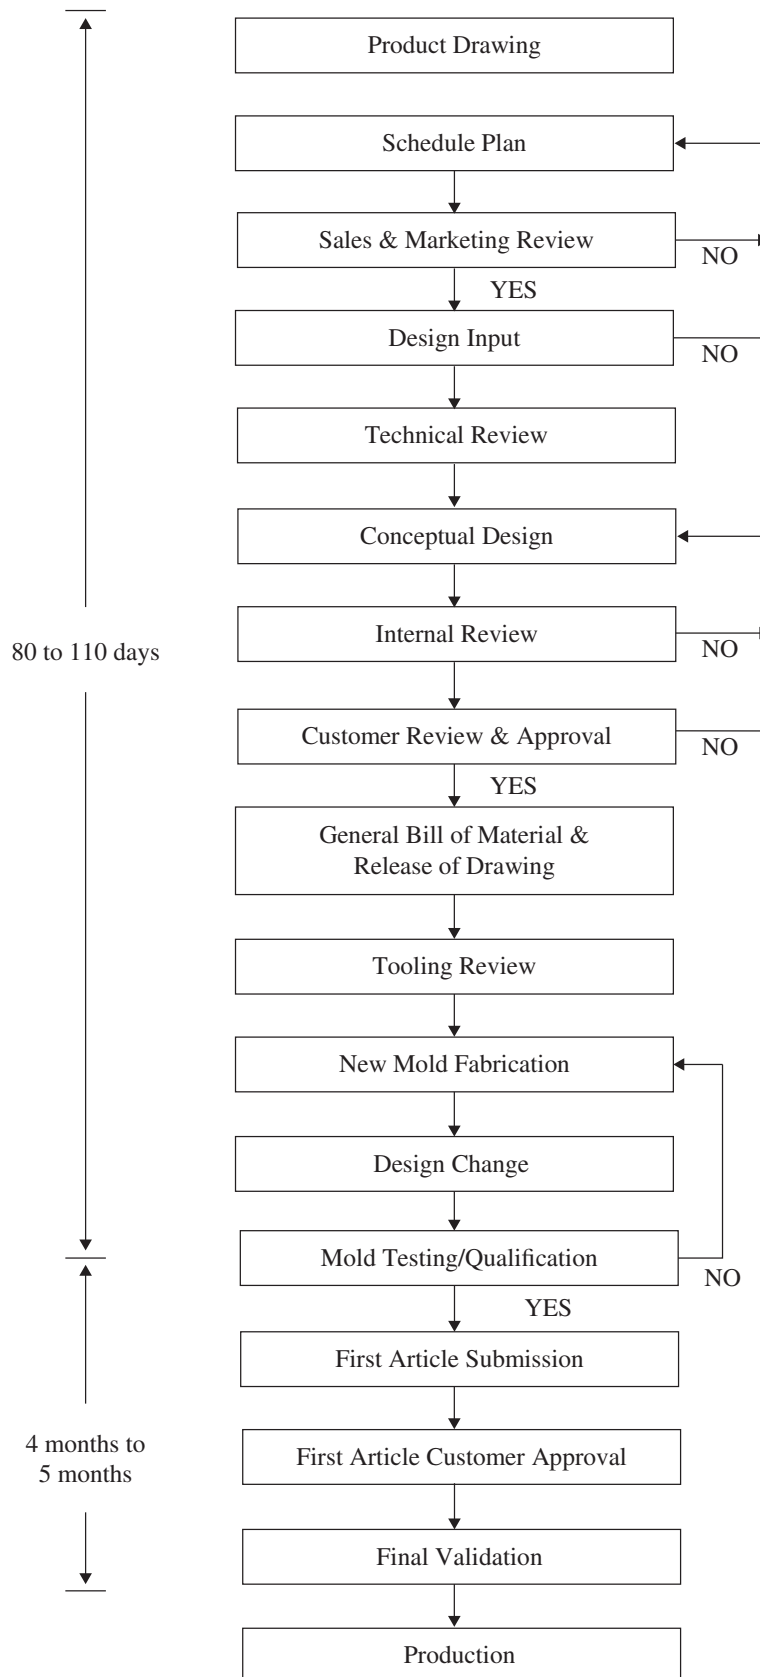 Product Drawing
Schedule Plan
Sales & Marketing Review
NO
YES
Design Input
NO
Technical Review
Conceptual Design
Internal Review
NO
80 to 110 days
Customer Review & Approval
NO
YES
General Bill of Material &
Release of Drawing
Tooling Review
New Mold Fabrication
Design Change
Mold Testing/Qualification
NO
YES
First Article Submission
4 months to
5 months
First Article Customer Approval
Final Validation
Production